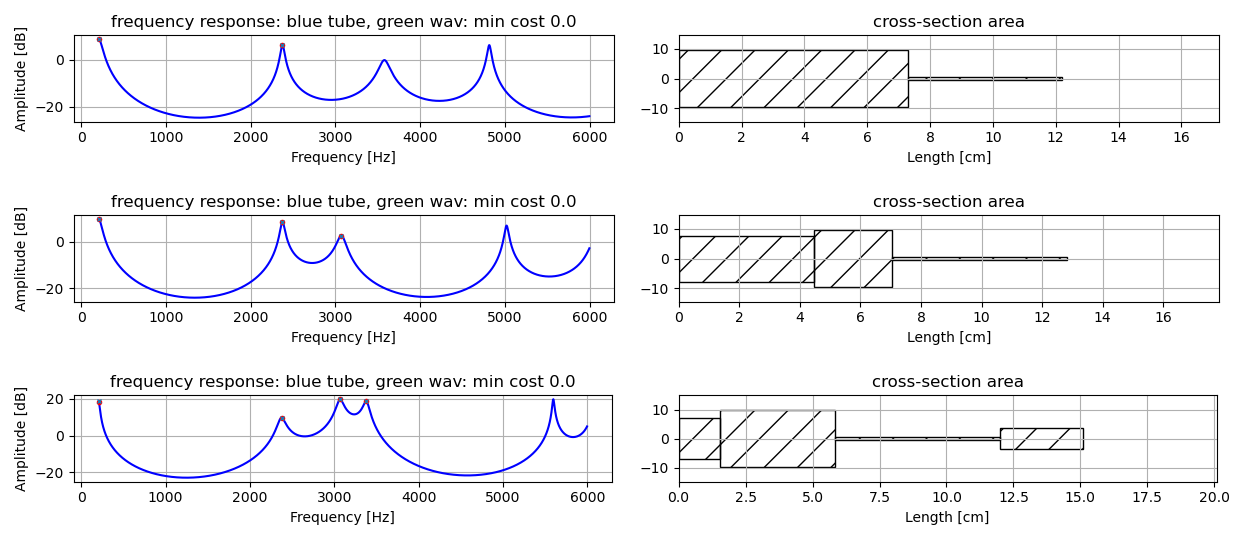 frequency response: blue tube, green wav: min cost 0.0
cross-section area
Amplitude [dB]
0
−20
0 1000 2000 3000 4000 5000 6000
Frequency [Hz]
10
0
−10
0 2 4 6 8 10 12 14 16
Length [cm]
frequency response: blue tube, green wav: min cost 0.0
cross-section area
Amplitude [dB]
0
−20
0 1000 2000 3000 4000 5000 6000
Frequency [Hz]
10
0
−10
0 2 4 6 8 10 12 14 16
Length [cm]
frequency response: blue tube, green wav: min cost 0.0
cross-section area
Amplitude [dB]
20
0
−20
0 1000 2000 3000 4000 5000 6000
Frequency [Hz]
10
0
−10
0.0 2.5 5.0 7.5 10.0 12.5 15.0 17.5 20.0
Length [cm]